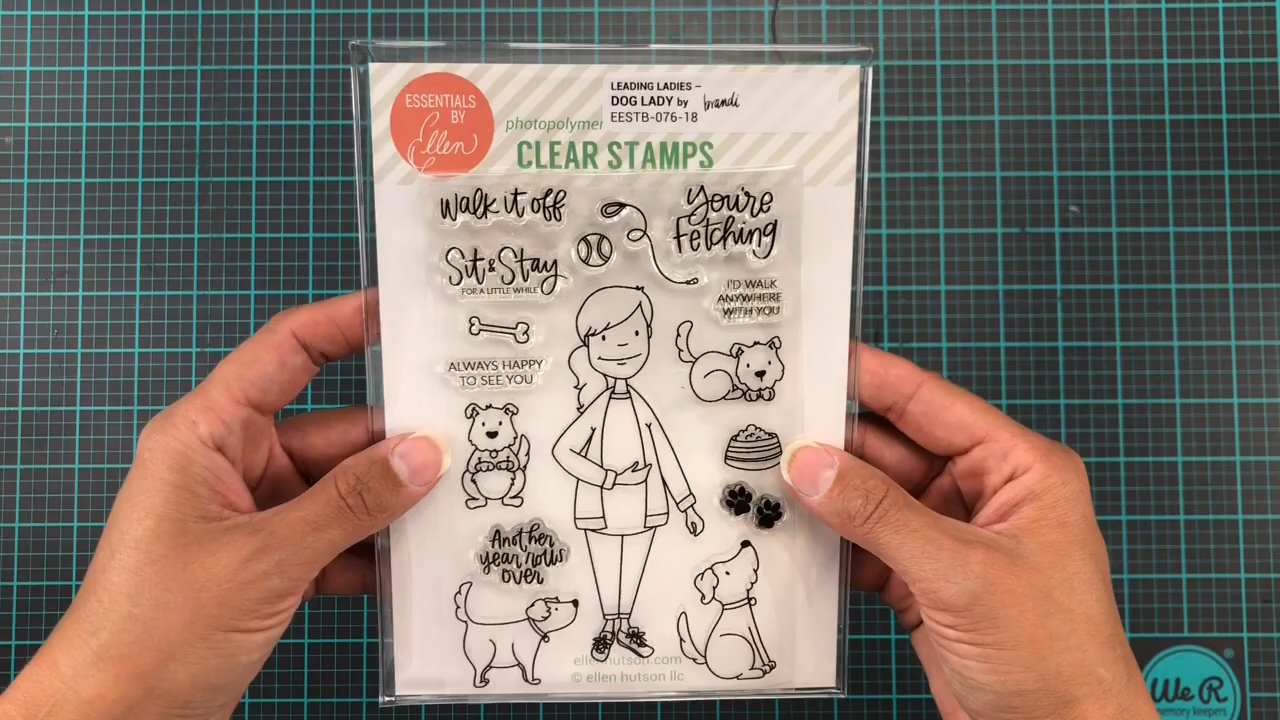 ESSENTIALS
BY
Ellen
LEADING LADIES –
DOG LADY by brandi
EESTB-076-18
photopolymer
CLEAR STAMPS
Walk it off
You're
Fetching
Sit & Stay
FOR A LITTLE WHILE
I'D WALK
ANYWHERE
WITH YOU
ALWAYS HAPPY
TO SEE YOU
Another
year rolls
over
ellenhutson.com
© ellen hutson llc
We R
memory keepers